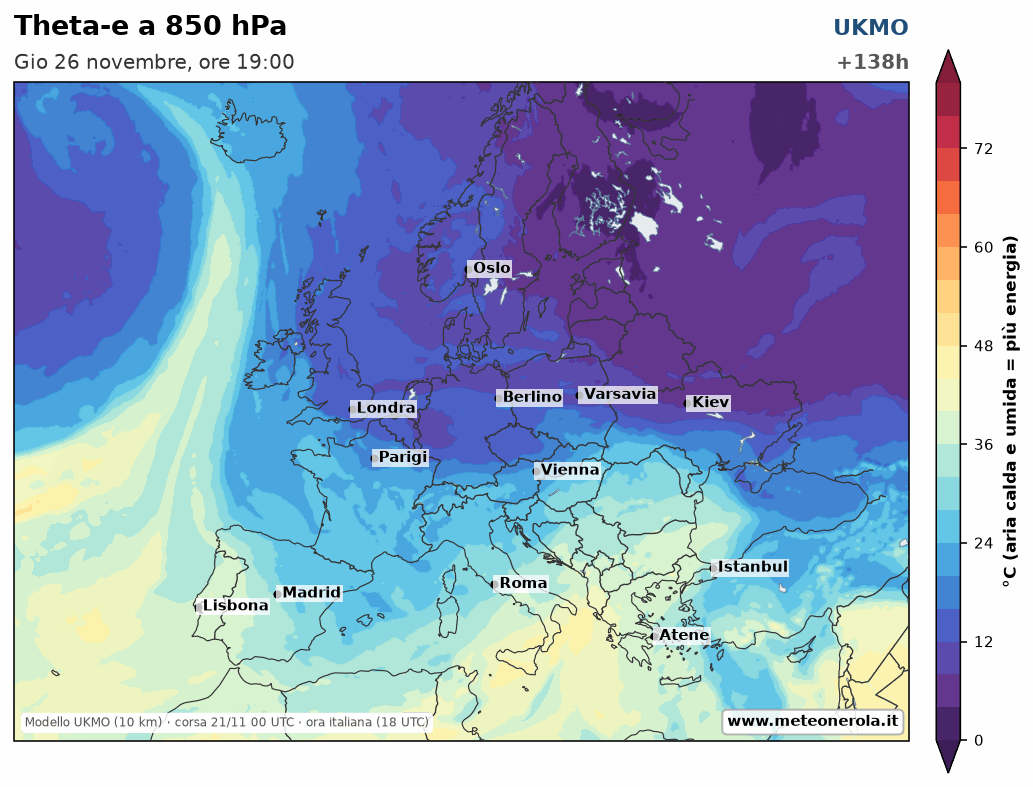 Theta-e a 850 hPa
UKMO
Gio 26 novembre, ore 19:00
+138h
72
60
48
36
24
12
0
°C (aria calda e umida = più energia)
Oslo
Berlino
Varsavia
Kiev
Londra
Parigi
Vienna
Istanbul
Roma
Madrid
Lisbona
Atene
Modello UKMO (10 km) · corsa 21/11 00 UTC · ora italiana (18 UTC)
www.meteonerola.it